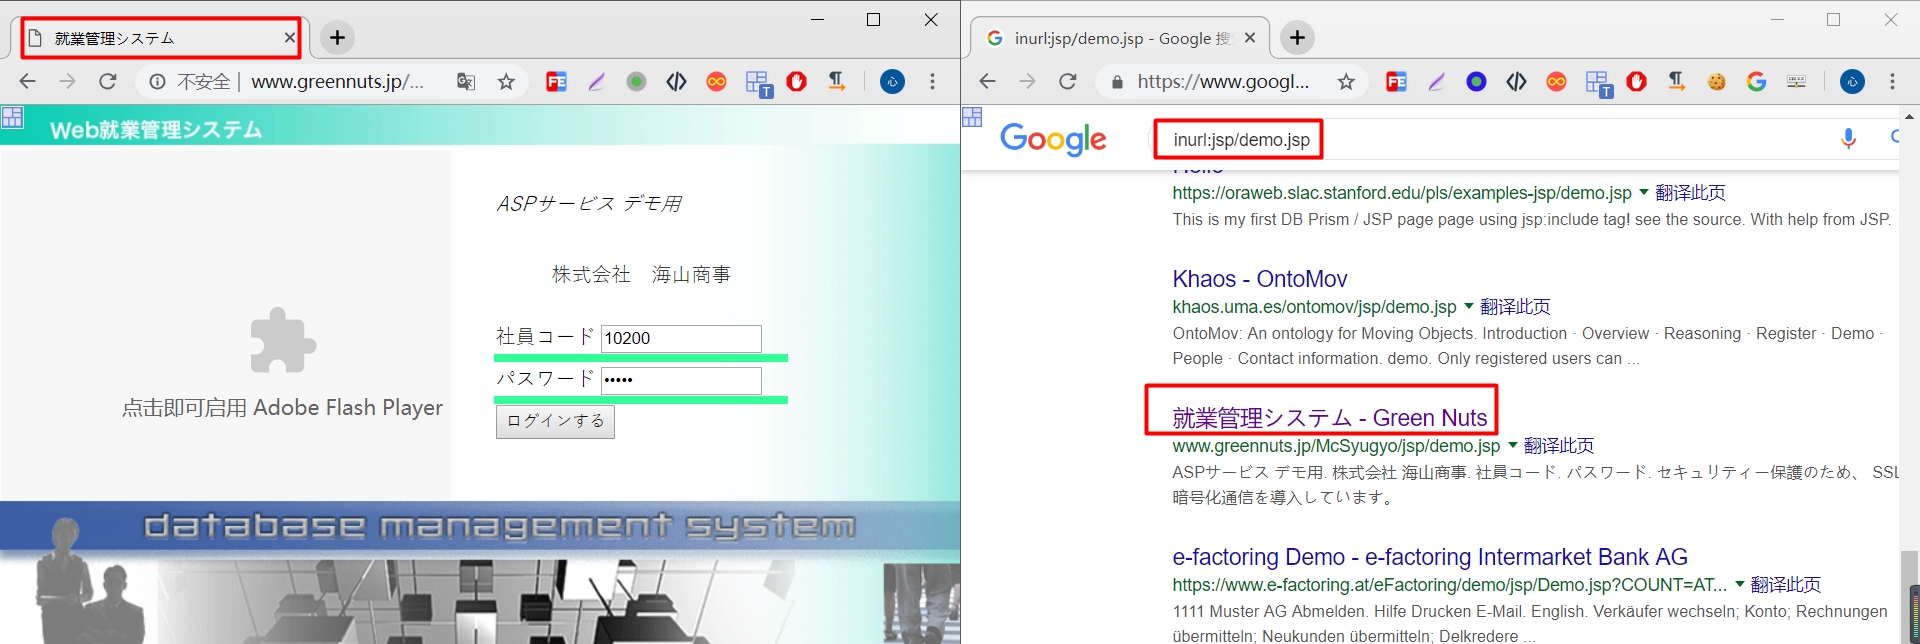 就業管理システム
不安全 | www.greennuts.jp/...
Web就業管理システム
ASPサービス デモ用
株式会社　海山商事
社員コード 10200
パスワード •••••
ログインする
点击即可启用 Adobe Flash Player
database management system
inurl:jsp/demo.jsp - Google 搜
https://www.googl...
Google
inurl:jsp/demo.jsp
Hello
https://oraweb.slac.stanford.edu/pls/examples-jsp/demo.jsp 翻译此页
This is my first DB Prism / JSP page page using jsp:include tag! see the source. With help from JSP.
Khaos - OntoMov
khaos.uma.es/ontomov/jsp/demo.jsp 翻译此页
OntoMov: An ontology for Moving Objects. Introduction · Overview · Reasoning · Register · Demo ·
People · Contact information. demo. Only registered users can ...
就業管理システム - Green Nuts
www.greennuts.jp/McSyugyo/jsp/demo.jsp 翻译此页
ASPサービス デモ用. 株式会社 海山商事. 社員コード. パスワード. セキュリティー保護のため、 SSL
暗号化通信を導入しています。
e-factoring Demo - e-factoring Intermarket Bank AG
https://www.e-factoring.at/eFactoring/demo/jsp/Demo.jsp?COUNT=AT... 翻译此页
1111 Muster AG Abmelden. Hilfe Drucken E-Mail. English. Verkäufer wechseln; Konto; Rechnungen
übermitteln; Neukunden übermitteln; Delkredere ...